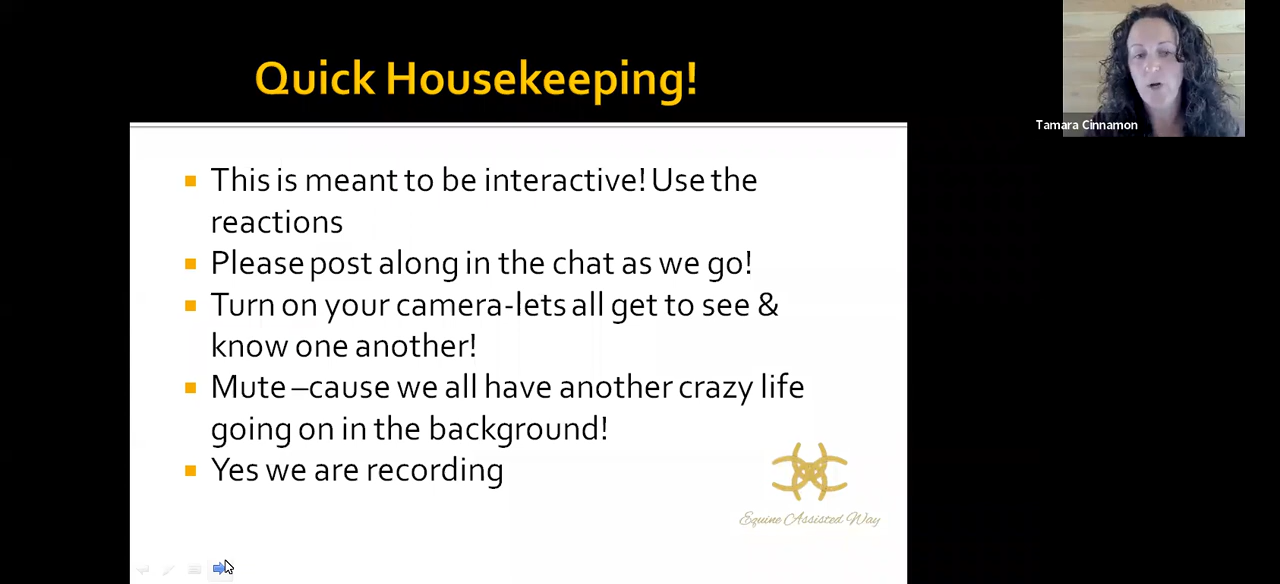 Quick Housekeeping!
Tamara Cinnamon
This is meant to be interactive! Use the
reactions
Please post along in the chat as we go!
Turn on your camera-lets all get to see &
know one another!
Mute –cause we all have another crazy life
going on in the background!
Yes we are recording
Equine Assisted Way